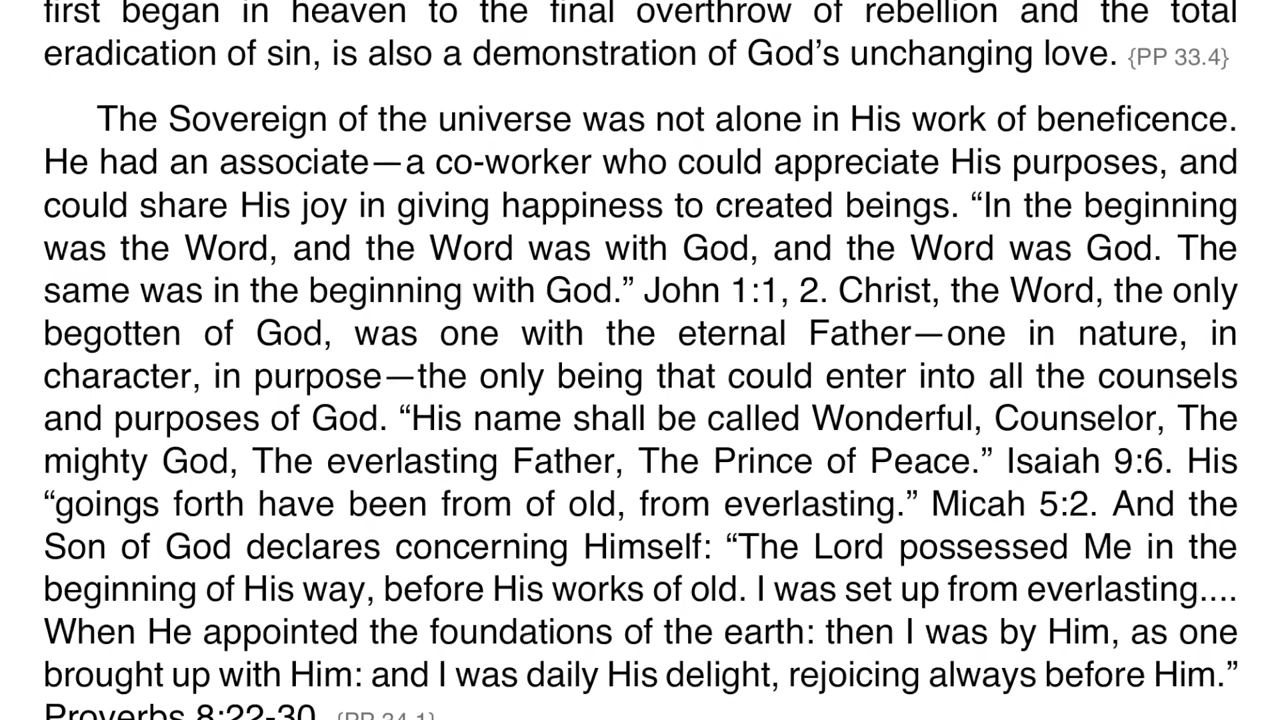 first began in heaven to the final overthrow of rebellion and the total
eradication of sin, is also a demonstration of God’s unchanging love. {PP 33.4}
The Sovereign of the universe was not alone in His work of beneficence.
He had an associate—a co-worker who could appreciate His purposes, and
could share His joy in giving happiness to created beings. “In the beginning
was the Word, and the Word was with God, and the Word was God. The
same was in the beginning with God.” John 1:1, 2. Christ, the Word, the only
begotten of God, was one with the eternal Father—one in nature, in
character, in purpose—the only being that could enter into all the counsels
and purposes of God. “His name shall be called Wonderful, Counselor, The
mighty God, The everlasting Father, The Prince of Peace.” Isaiah 9:6. His
“goings forth have been from of old, from everlasting.” Micah 5:2. And the
Son of God declares concerning Himself: “The Lord possessed Me in the
beginning of His way, before His works of old. I was set up from everlasting....
When He appointed the foundations of the earth: then I was by Him, as one
brought up with Him: and I was daily His delight, rejoicing always before Him.”
Proverbs 8:22-30. {PP 34.1}